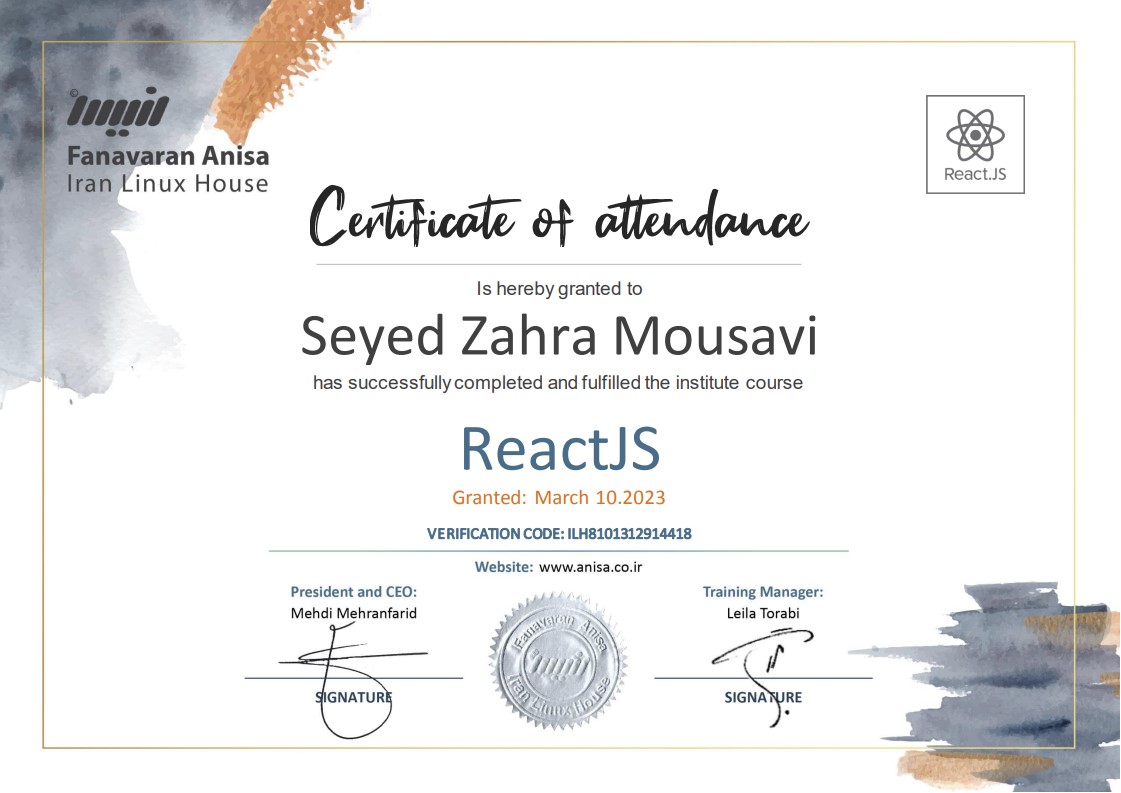 ©
انیسا
Fanavaran Anisa
Iran Linux House
React.JS
Certificate of attendance
Is hereby granted to
Seyed Zahra Mousavi
has successfully completed and fulfilled the institute course
ReactJS
Granted: March 10.2023
VERIFICATION CODE: ILH8101312914418
Website: www.anisa.co.ir
President and CEO:
Mehdi Mehranfarid
SIGNATURE
Fanavaran Anisa
انیسا
Iran Linux House
Training Manager:
Leila Torabi
SIGNATURE